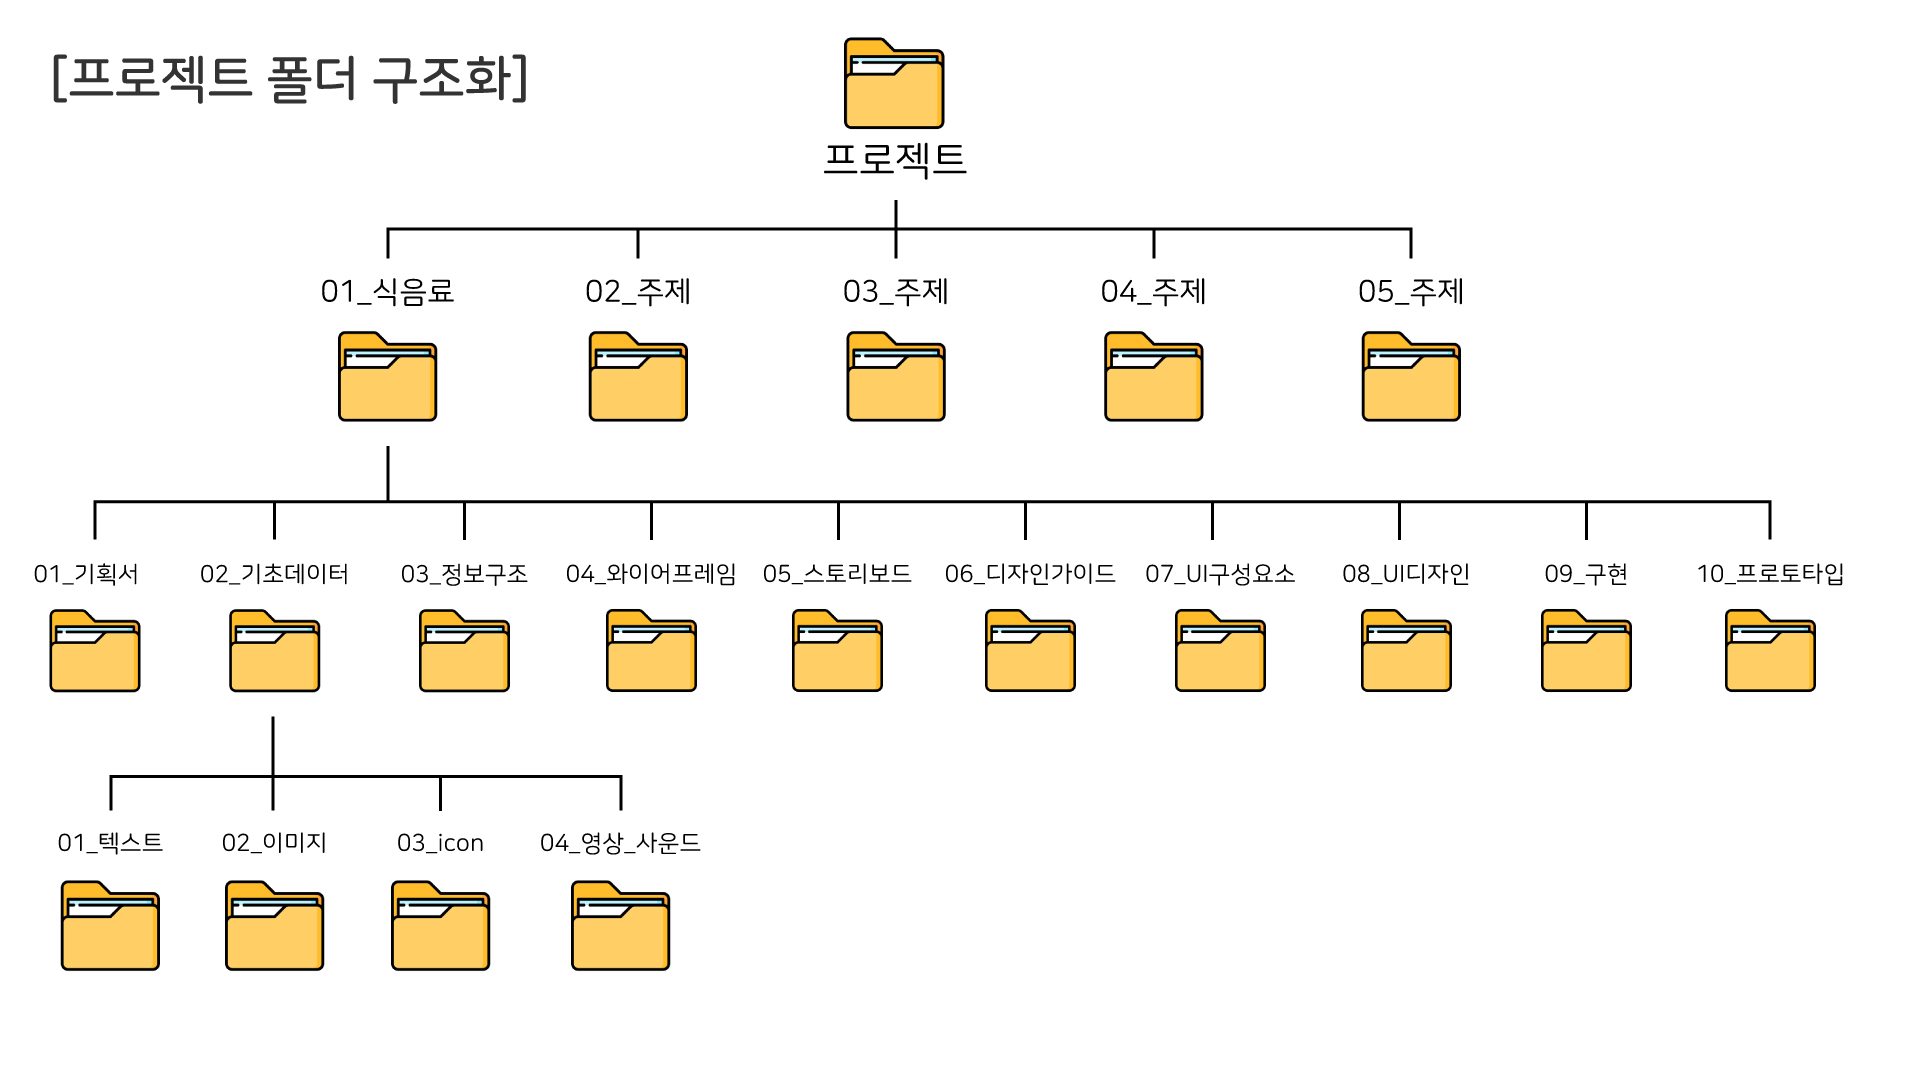 [프로젝트 폴더 구조화]
프로젝트
01_식음료 02_주제 03_주제 04_주제 05_주제
01_기획서 02_기초데이터 03_정보구조 04_와이어프레임 05_스토리보드 06_디자인가이드 07_UI구성요소 08_UI디자인 09_구현 10_프로토타입
01_텍스트 02_이미지 03_icon 04_영상_사운드